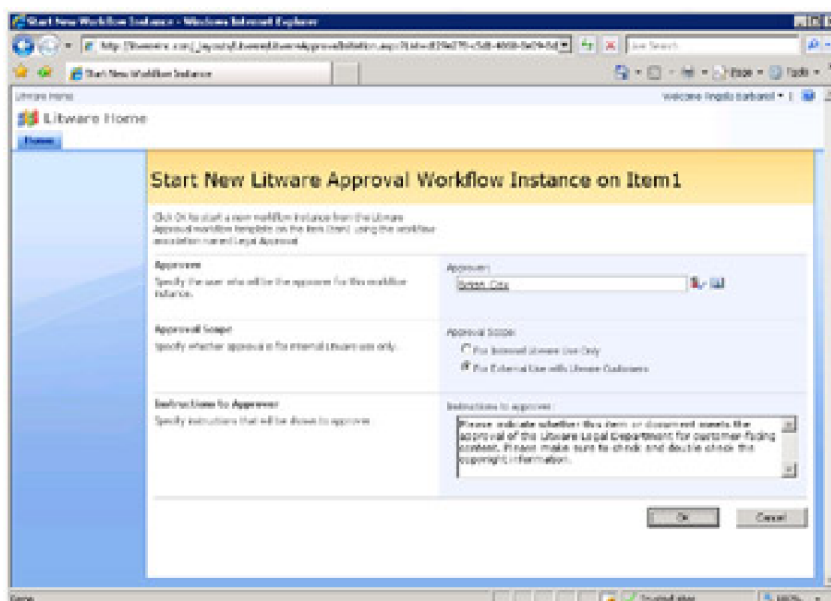 Start New Workflow Instance - Windows Internet Explorer
Start New Workflow Instance
Page
Tools
Litware Home
Welcome
Litware Home
Home
Start New Litware Approval Workflow Instance on Item1
Click OK to start a new workflow instance from the Litware
Approval workflow template on the item Item1 using the workflow
association named Legal Approval
Approver
Specify the user who will be the approver for this workflow
instance.
Approver:
Brian Cox
Approval Scope
Specify whether approval is for internal Litware use only.
Approval Scope:
For Internal Litware Use Only
For External Use with Litware Customers
Instructions to Approver
Specify instructions that will be shown to approver
Instructions to approver:
Please indicate whether this item or document meets the
approval of the Litware Legal Department for customer-facing
content. Please make sure to check and double check the
copyright information.
OK
Cancel
Done
Trusted sites
100%